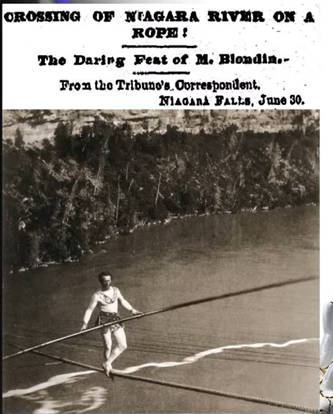 CROSSING OF NIAGARA RIVER ON A
ROPE!
The Daring Feat of M. Blondin.-
From the Tribune's Correspondent.
NIAGARA FALLS, June 30.